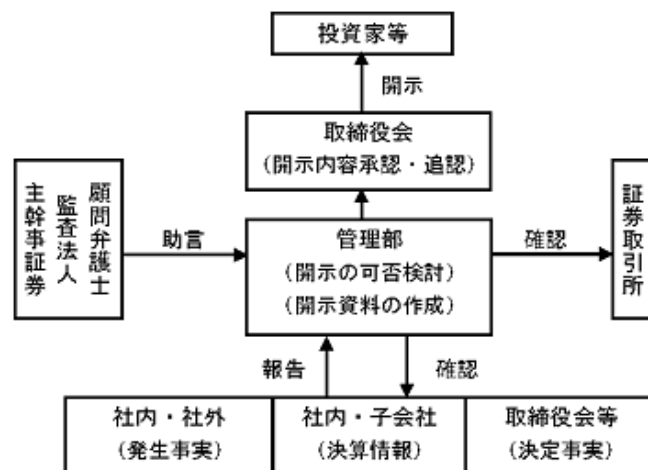 投資家等
開示
取締役会
(開示内容承認・追認)
顧問弁護士
監査法人
主幹事証券
助言
管理部
(開示の可否検討)
(開示資料の作成)
確認
証券取引所
報告
確認
社内・社外
(発生事実)
社内・子会社
(決算情報)
取締役会等
(決定事実)